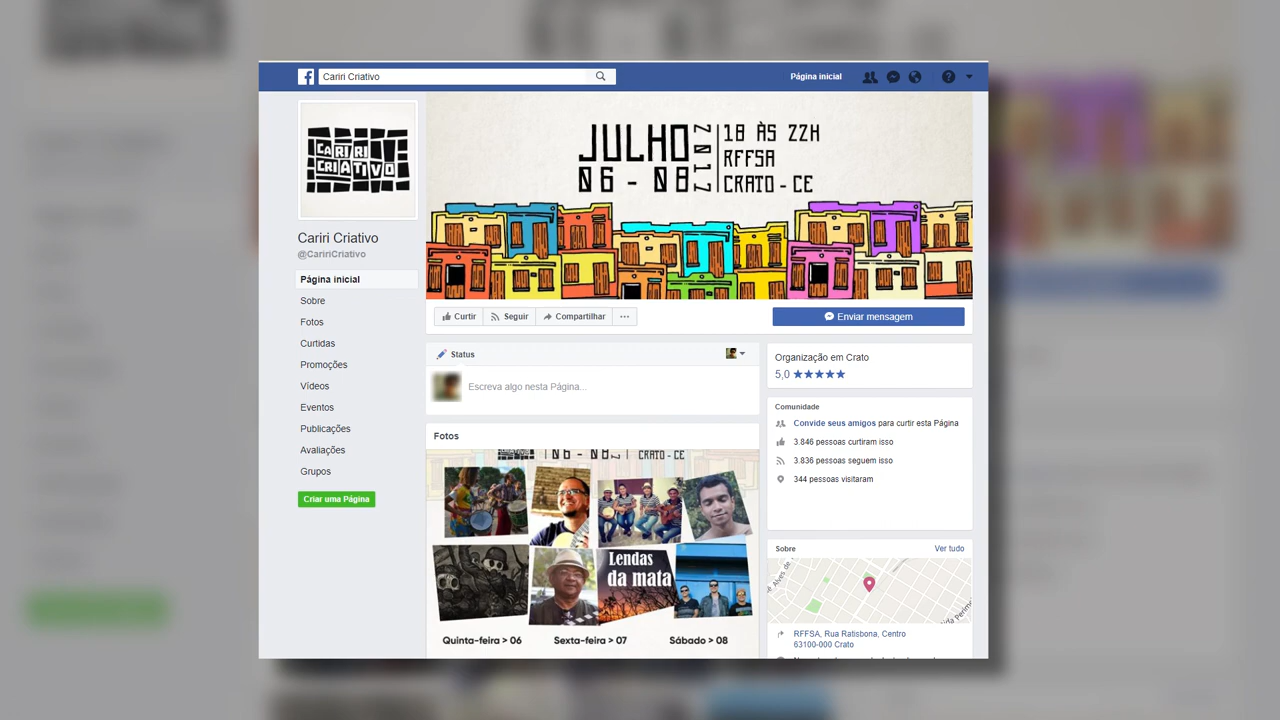 Cariri Criativo
Página inicial
CARIRI
CRIATIVO
JULHO
06 - 08
2017
18 ÀS 22H
RFFSA
CRATO - CE
Cariri Criativo
@CaririCriativo
Página inicial
Sobre
Fotos
Curtidas
Promoções
Vídeos
Eventos
Publicações
Avaliações
Grupos
Criar uma Página
Curtir
Seguir
Compartilhar
Enviar mensagem
Status
Escreva algo nesta Página...
Fotos
06 - 08
CRATO - CE
Lendas
da mata
Quinta-feira > 06
Sexta-feira > 07
Sábado > 08
Organização em Crato
5,0 ★★★★★
Comunidade
Convide seus amigos para curtir esta Página
3.846 pessoas curtiram isso
3.836 pessoas seguem isso
344 pessoas visitaram
Sobre
Ver tudo
RFFSA, Rua Ratisbona, Centro
63100-000 Crato